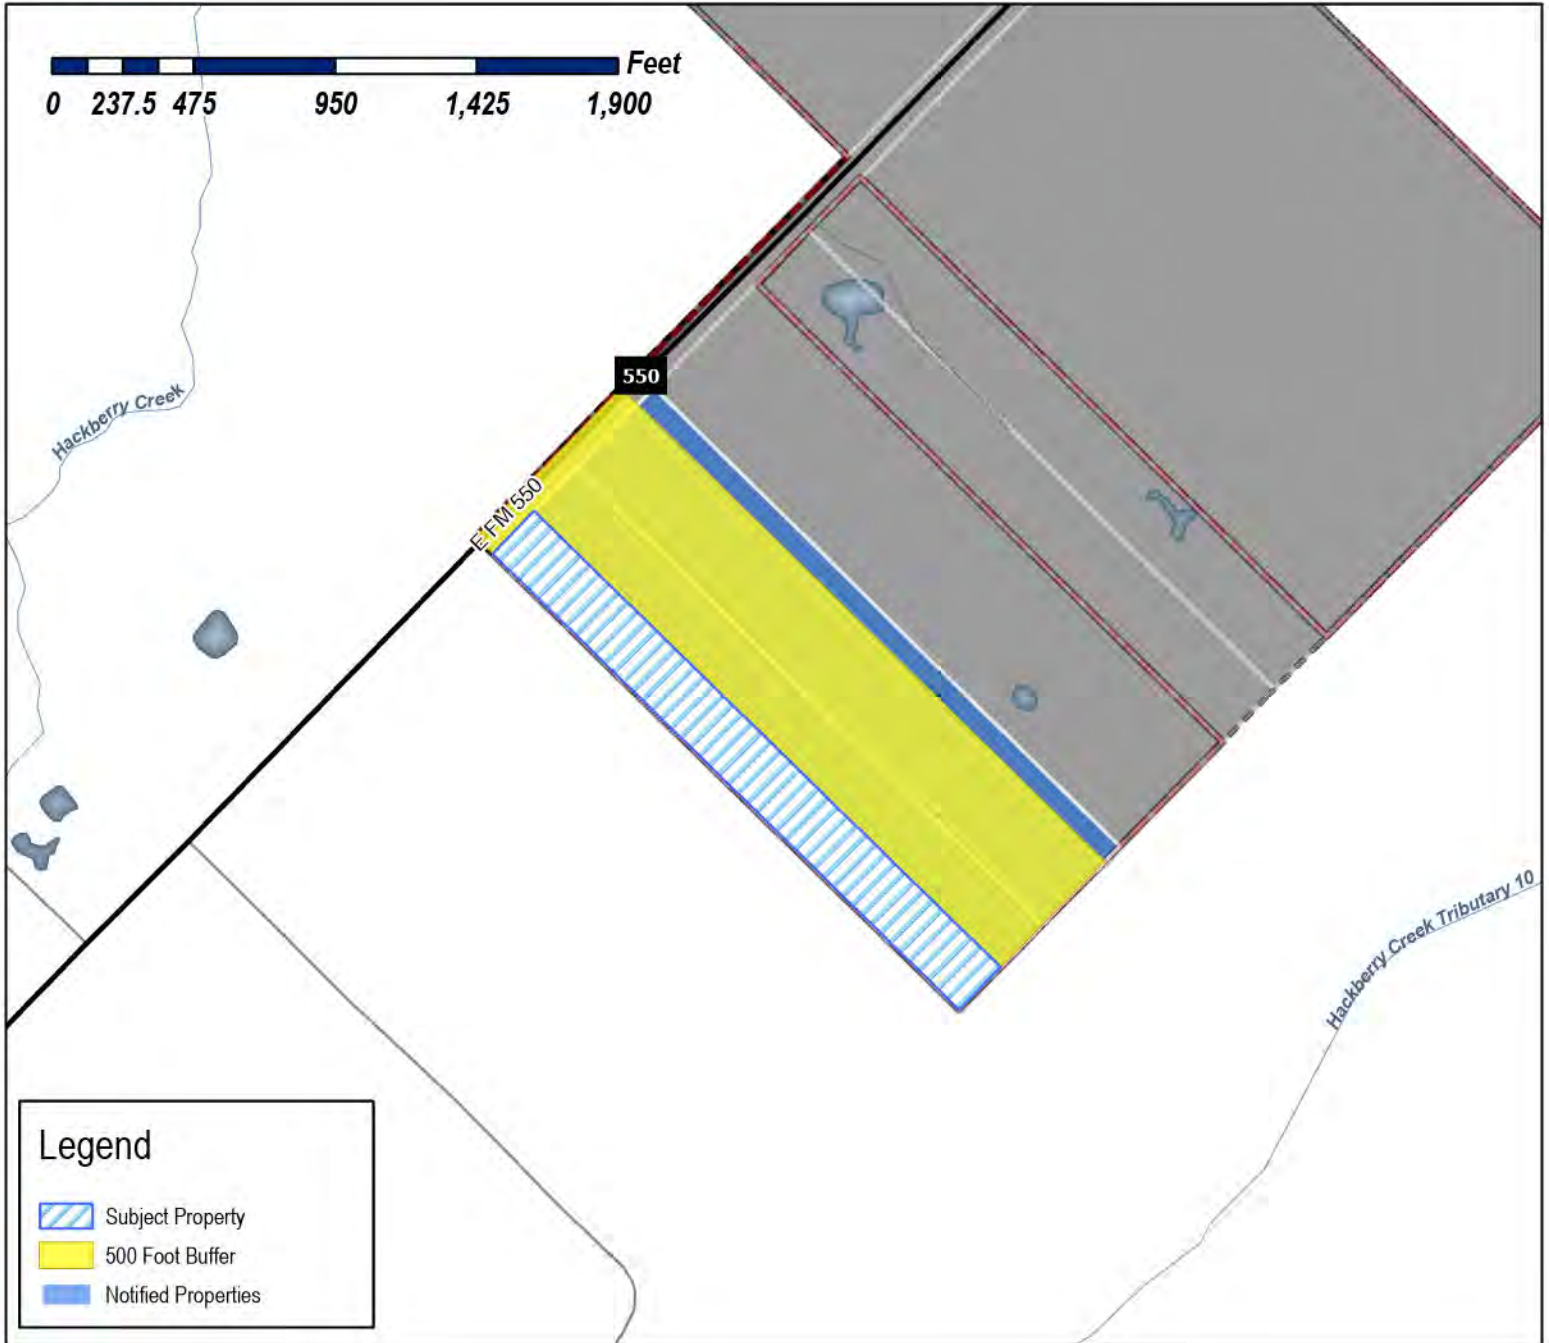 Feet
0 237.5 475 950 1,425 1,900
550
Hackberry Creek
E FM 550
Hackberry Creek Tributary 10
Legend
Subject Property
500 Foot Buffer
Notified Properties